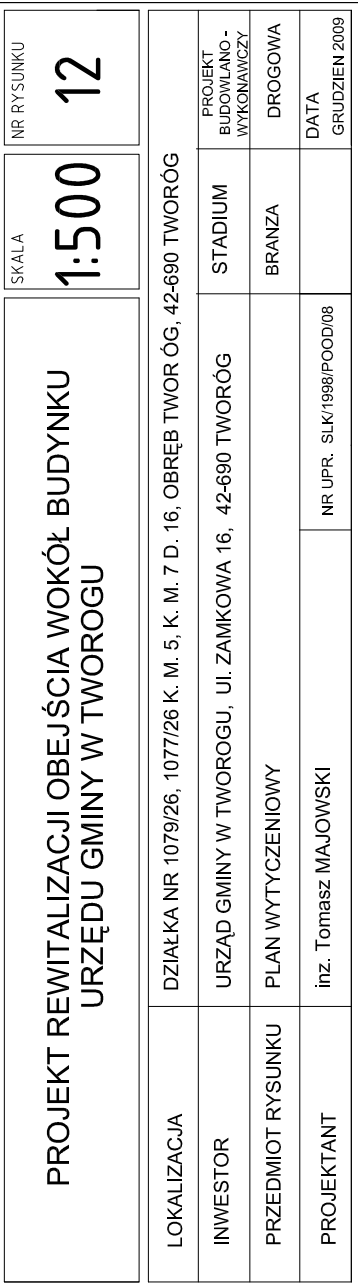 PROJEKT REWITALIZACJI OBEJŚCIA WOKÓŁ BUDYNKU
URZĘDU GMINY W TWOROGU
SKALA
1:500
NR RYSUNKU
12
LOKALIZACJA
DZIAŁKA NR 1079/26, 1077/26 K. M. 5, K. M. 7 D. 16, OBRĘB TWOR ÓG, 42-690 TWORÓG
INWESTOR
URZĄD GMINY W TWOROGU, Ul. ZAMKOWA 16, 42-690 TWORÓG
STADIUM
PROJEKT
BUDOWLANO -
WYKONAWCZY
PRZEDMIOT RYSUNKU
PLAN WYTYCZENIOWY
BRANZA
DROGOWA
PROJEKTANT
inz. Tomasz MAJOWSKI
NR UPR. SLK/1998/POOD/08
DATA
GRUDZIEN 2009